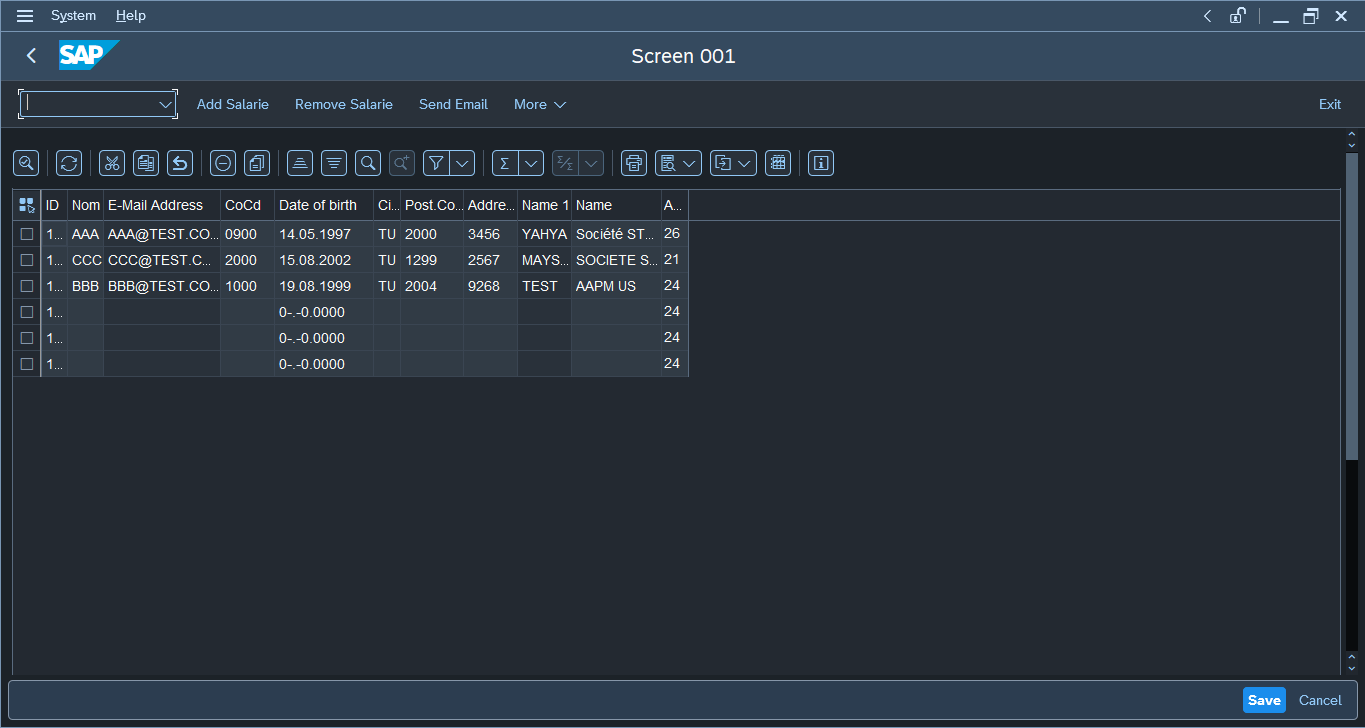 System Help
SAP Screen 001
Add Salarie Remove Salarie Send Email More Exit
ID Nom E-Mail Address CoCd Date of birth Ci... Post.Co... Addre... Name 1 Name A...
1... AAA AAA@TEST.CO... 0900 14.05.1997 TU 2000 3456 YAHYA Société ST... 26
1... CCC CCC@TEST.C... 2000 15.08.2002 TU 1299 2567 MAYS... SOCIETE S... 21
1... BBB BBB@TEST.CO... 1000 19.08.1999 TU 2004 9268 TEST AAPM US 24
1... 0-.-0.0000 24
1... 0-.-0.0000 24
1... 0-.-0.0000 24
Save Cancel